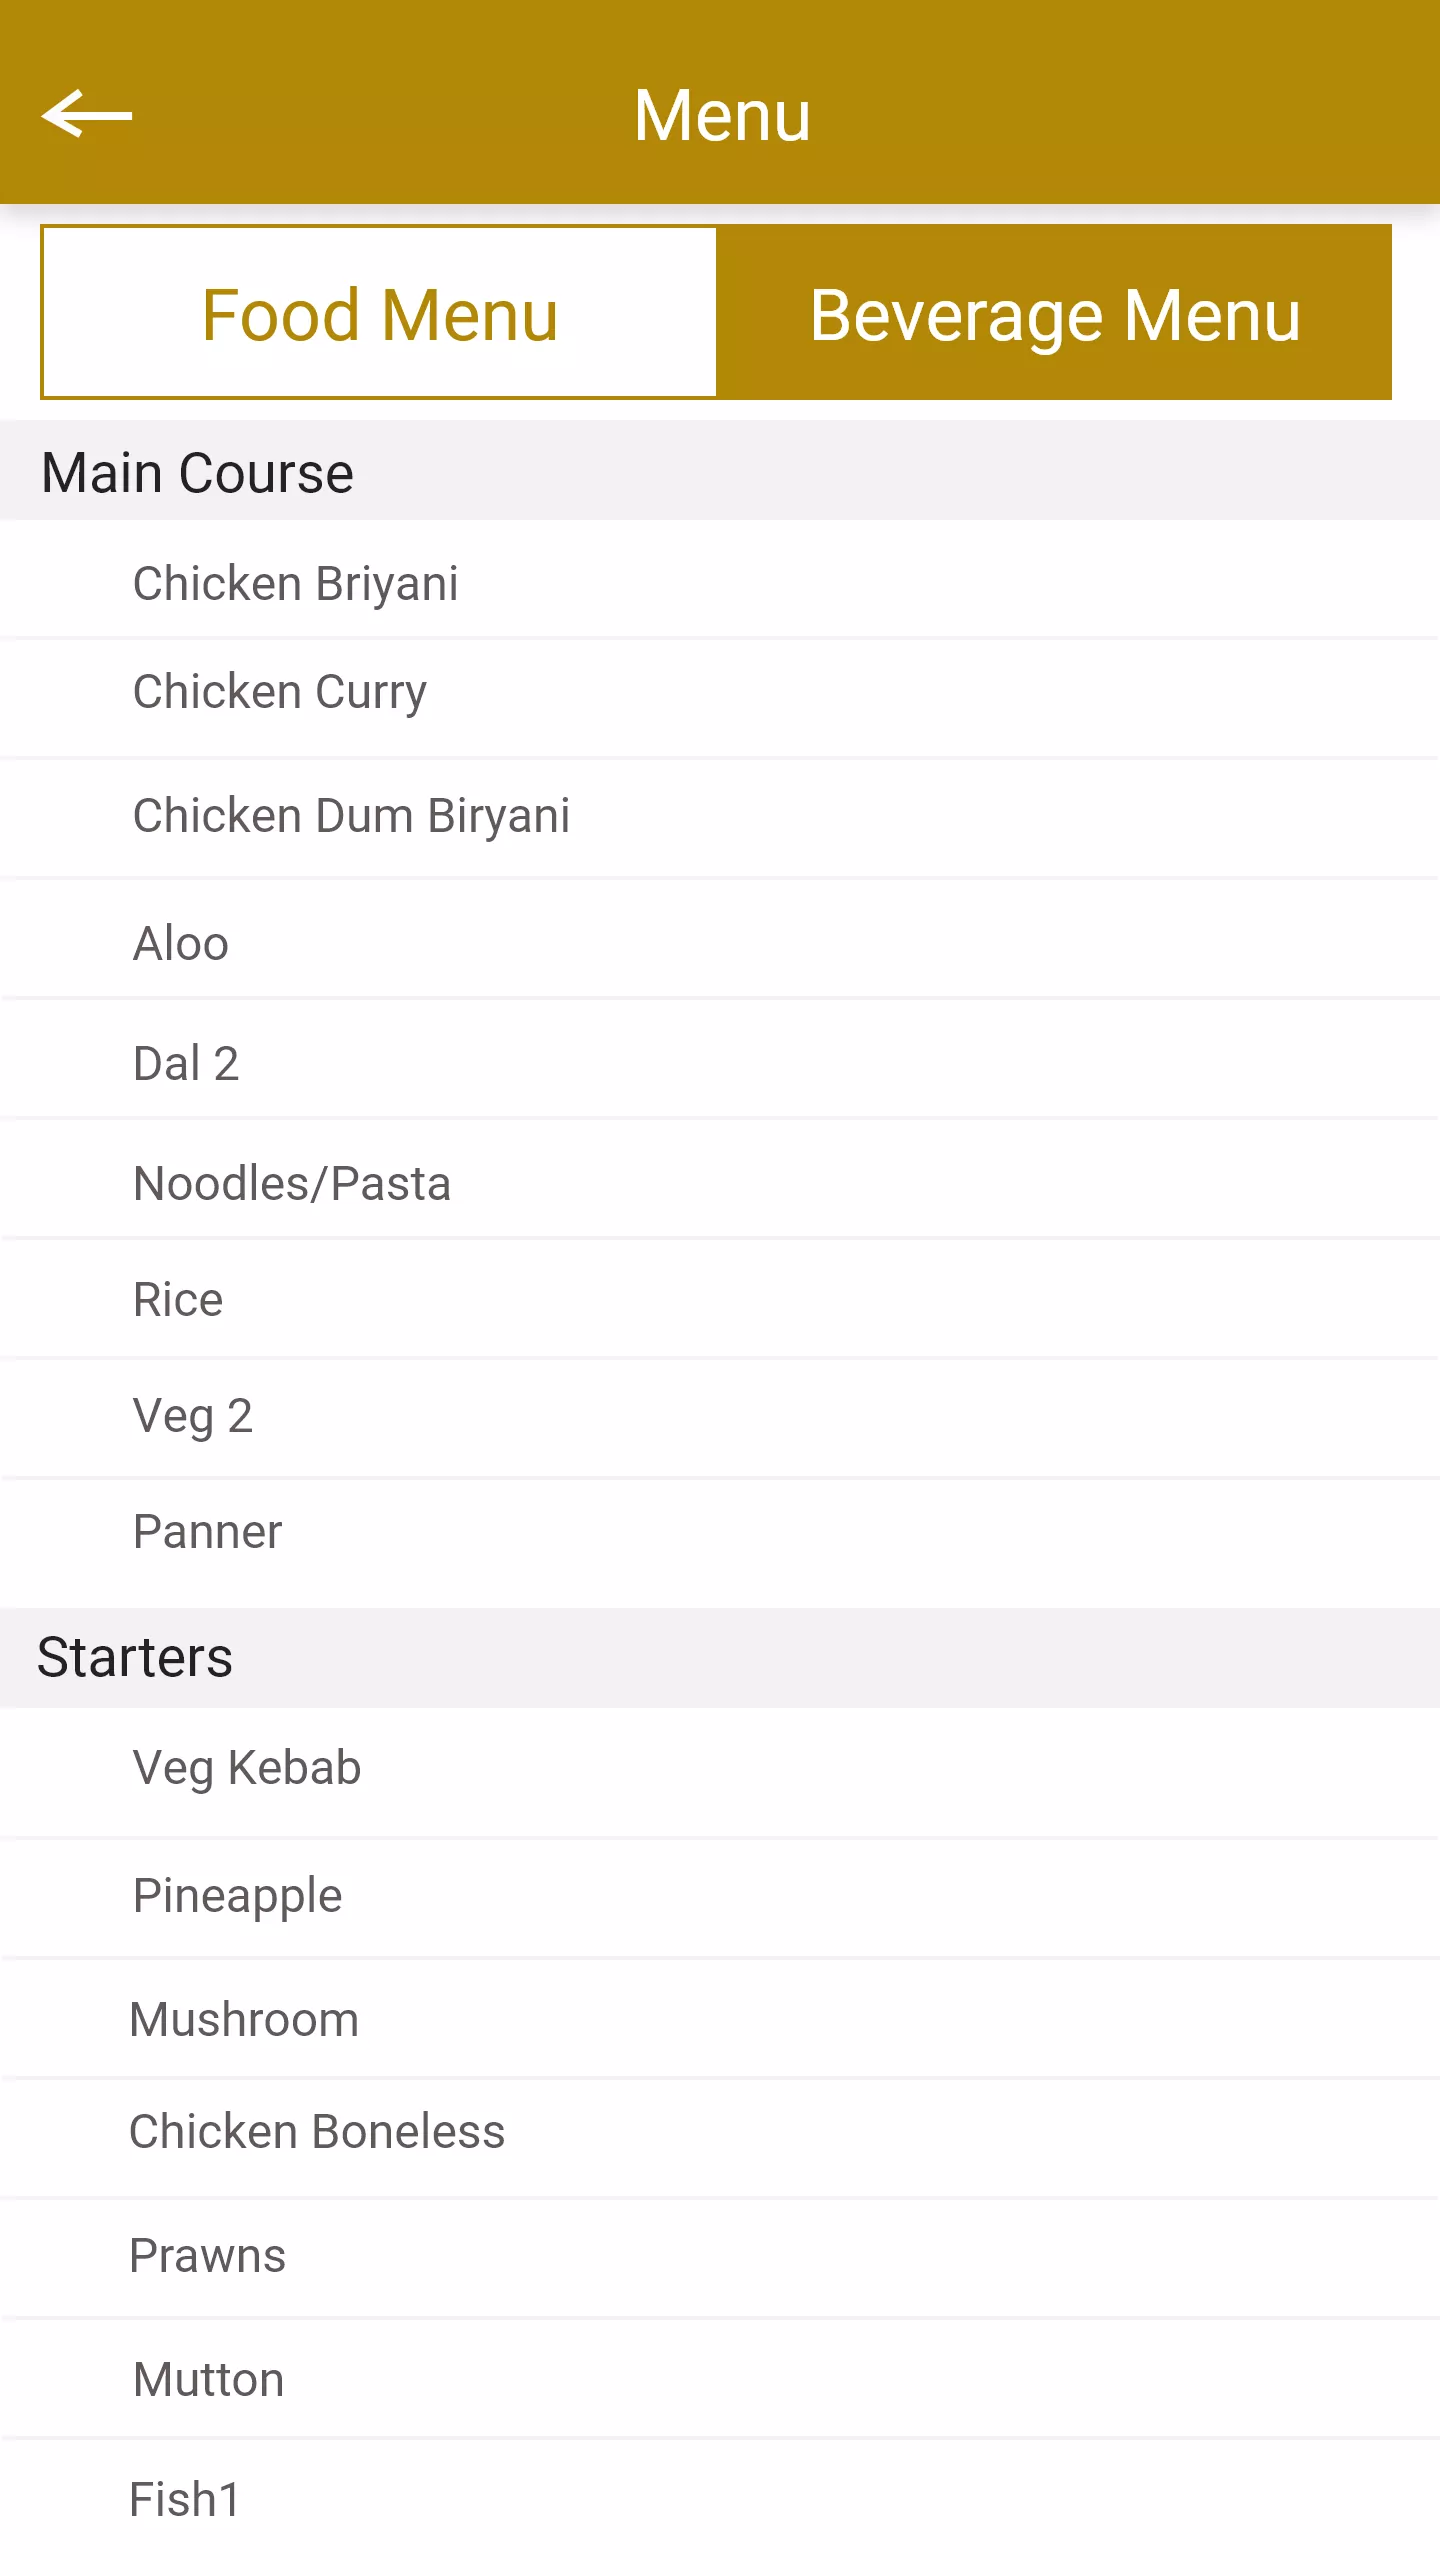 Menu
Food Menu
Beverage Menu
Main Course
Chicken Briyani
Chicken Curry
Chicken Dum Biryani
Aloo
Dal 2
Noodles/Pasta
Rice
Veg 2
Panner
Starters
Veg Kebab
Pineapple
Mushroom
Chicken Boneless
Prawns
Mutton
Fish1